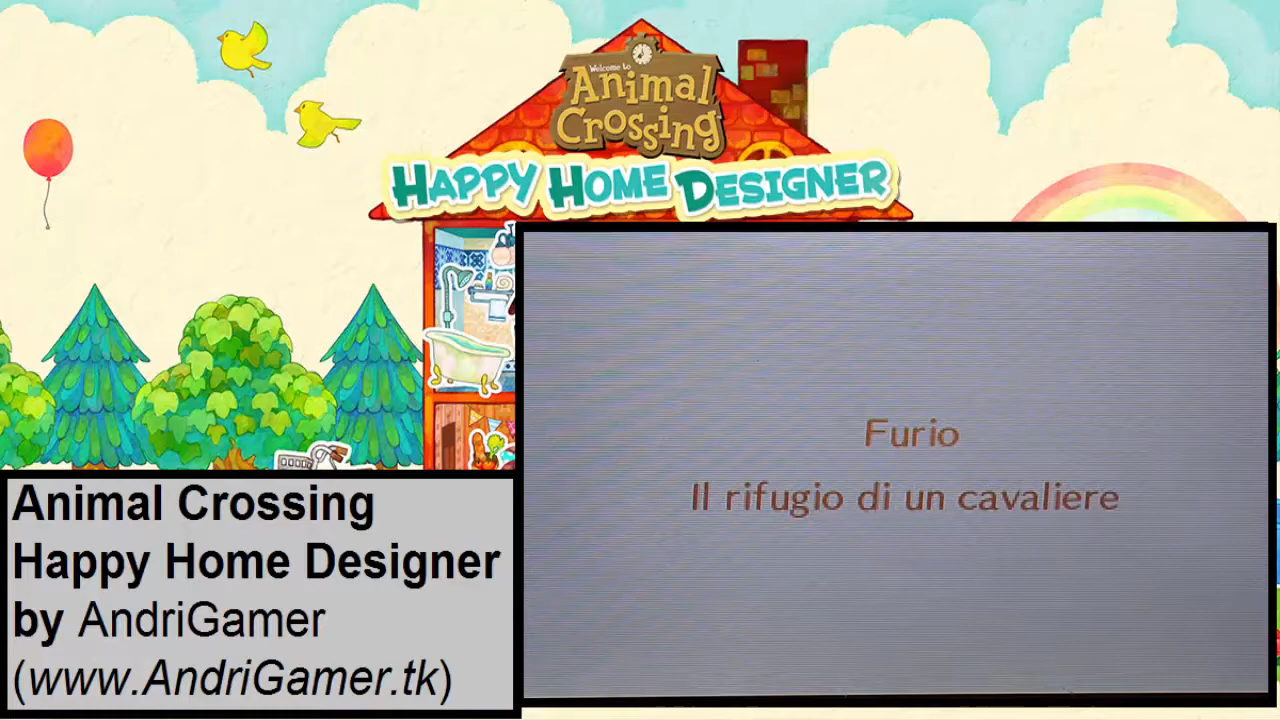 Welcome to
Animal
Crossing
HAPPY HOME DESIGNER
Furio
Il rifugio di un cavaliere
Animal Crossing
Happy Home Designer
by AndriGamer
(www.AndriGamer.tk)